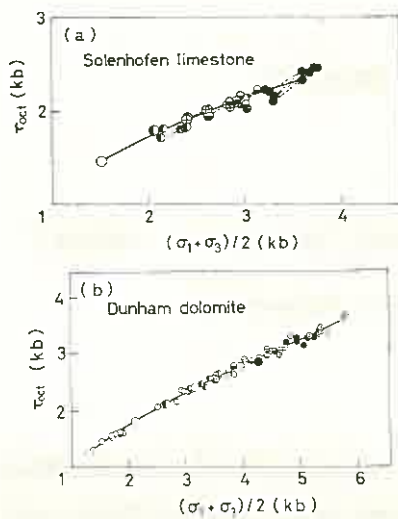 (a)
Solenhofen limestone
τoct (kb)
3
2
1
1 2 3 4
(σ1+σ3)/2 (kb)
(b)
Dunham dolomite
τoct (kb)
4
3
2
1 2 3 4 5 6
(σ1+σ3)/2 (kb)